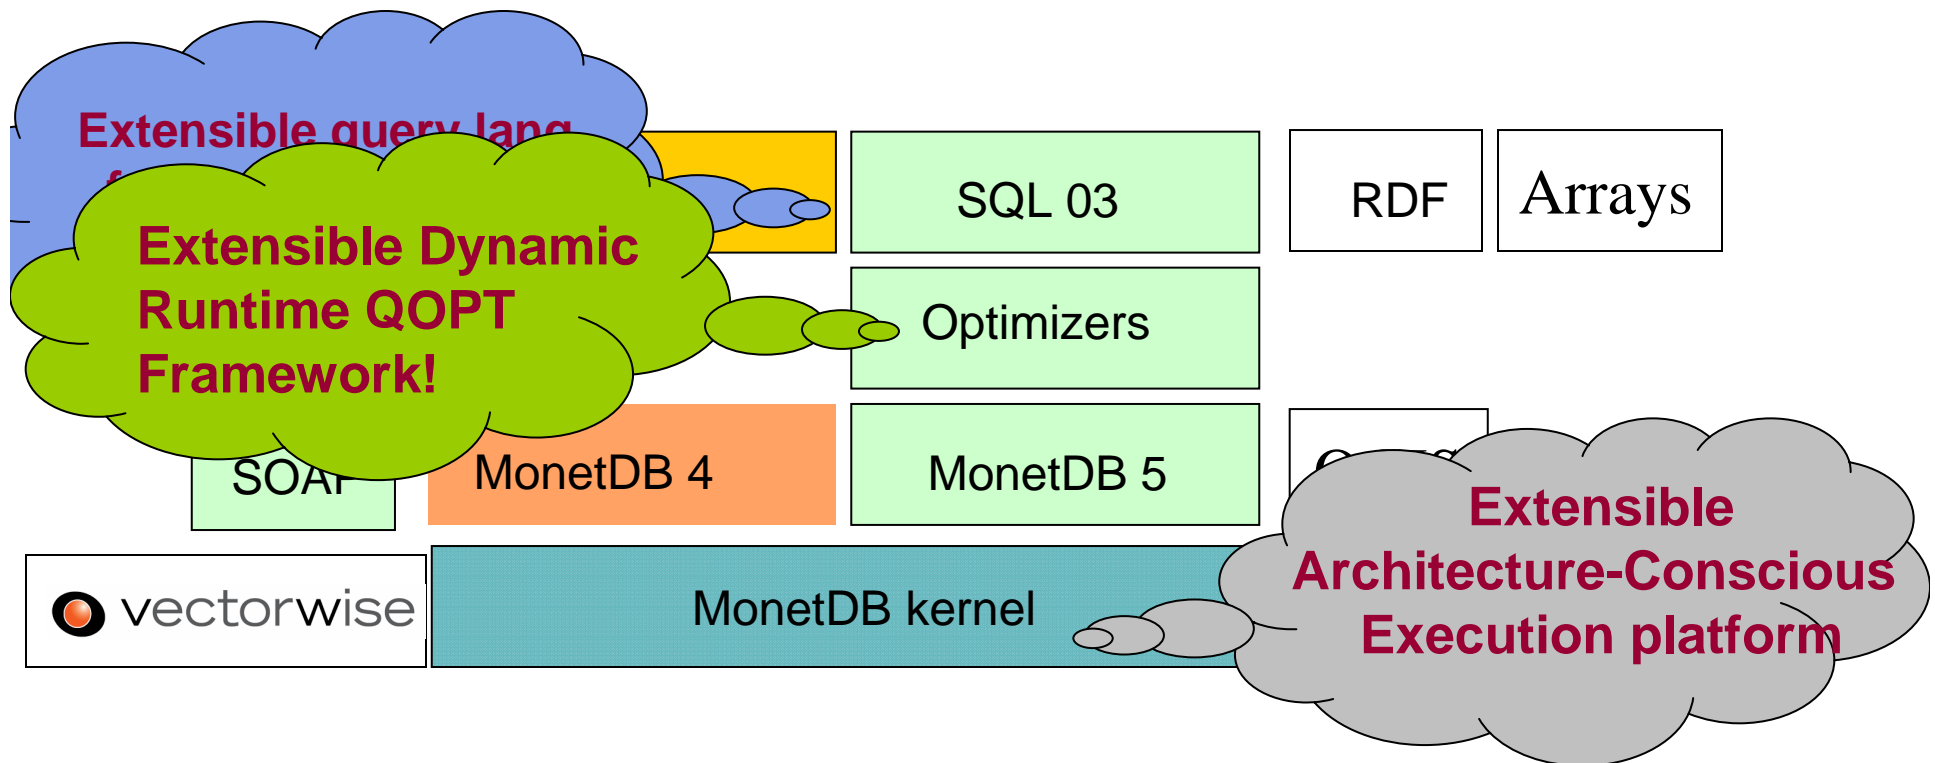 Extensible query lang
SQL 03
RDF
Arrays
Extensible Dynamic
Runtime QOPT
Framework!
Optimizers
SOAP
MonetDB 4
MonetDB 5
Extensible
Architecture-Conscious
Execution platform
vectorwise
MonetDB kernel